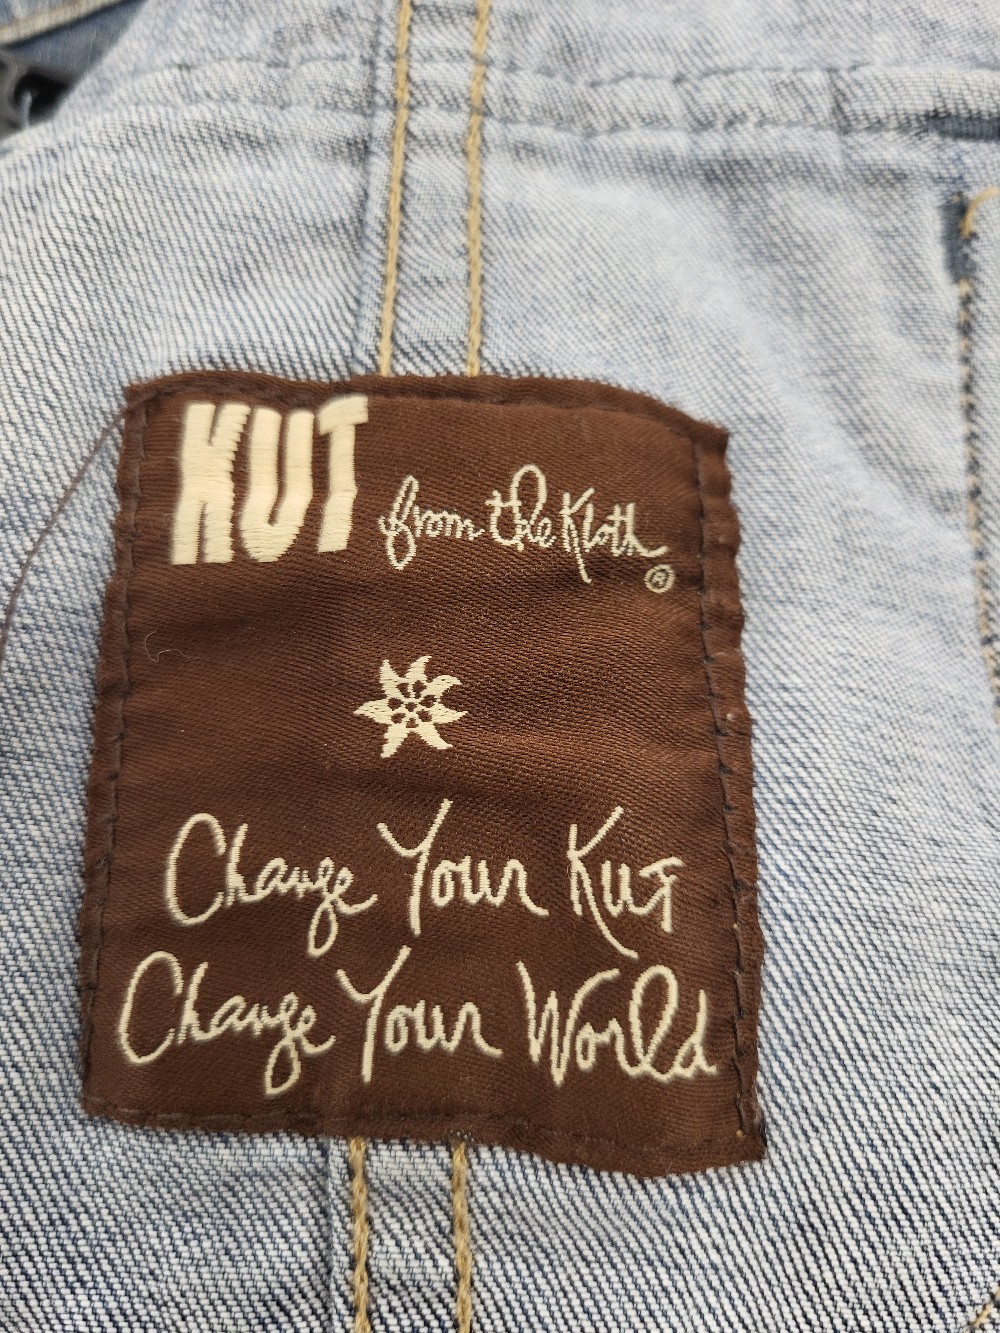 KUT from the Kloth
®
Change Your Kut
Change Your World